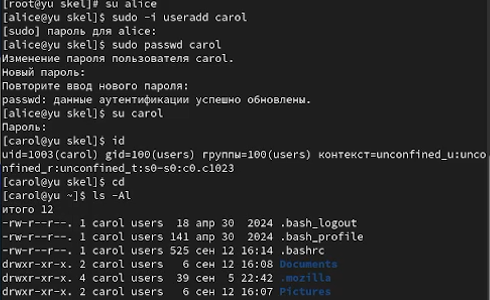 [root@yu skel]# su alice
[alice@yu skel]$ sudo -i useradd carol
[sudo] пароль для alice:
[alice@yu skel]$ sudo passwd carol
Изменение пароля пользователя carol.
Новый пароль:
Повторите ввод нового пароля:
passwd: данные аутентификации успешно обновлены.
[alice@yu skel]$ su carol
Пароль:
[carol@yu skel]$ id
uid=1003(carol) gid=100(users) группы=100(users) контекст=unconfined_u:unco
nfined_r:unconfined_t:s0-s0:c0.c1023
[carol@yu skel]$ cd
[carol@yu ~]$ ls -Al
итого 12
-rw-r--r--. 1 carol users  18 апр 30  2024 .bash_logout
-rw-r--r--. 1 carol users 141 апр 30  2024 .bash_profile
-rw-r--r--. 1 carol users 525 сен 12 16:14 .bashrc
drwxr-xr-x. 2 carol users   6 сен 12 16:08 Documents
drwxr-xr-x. 4 carol users  39 сен  5 22:42 .mozilla
drwxr-xr-x. 2 carol users   6 сен 12 16:07 Pictures